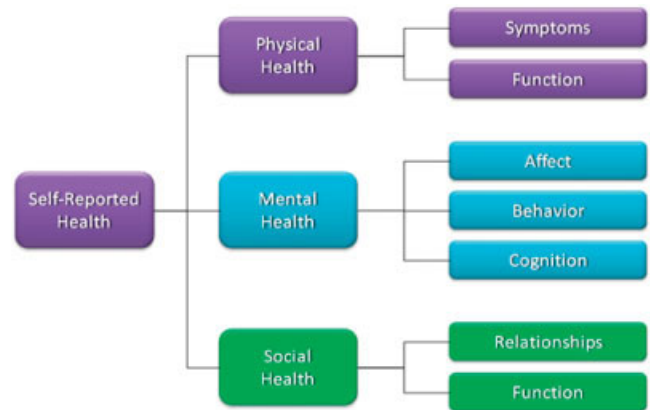 Physical
Health
Symptoms
Function
Self-Reported
Health
Mental
Health
Affect
Behavior
Cognition
Social
Health
Relationships
Function